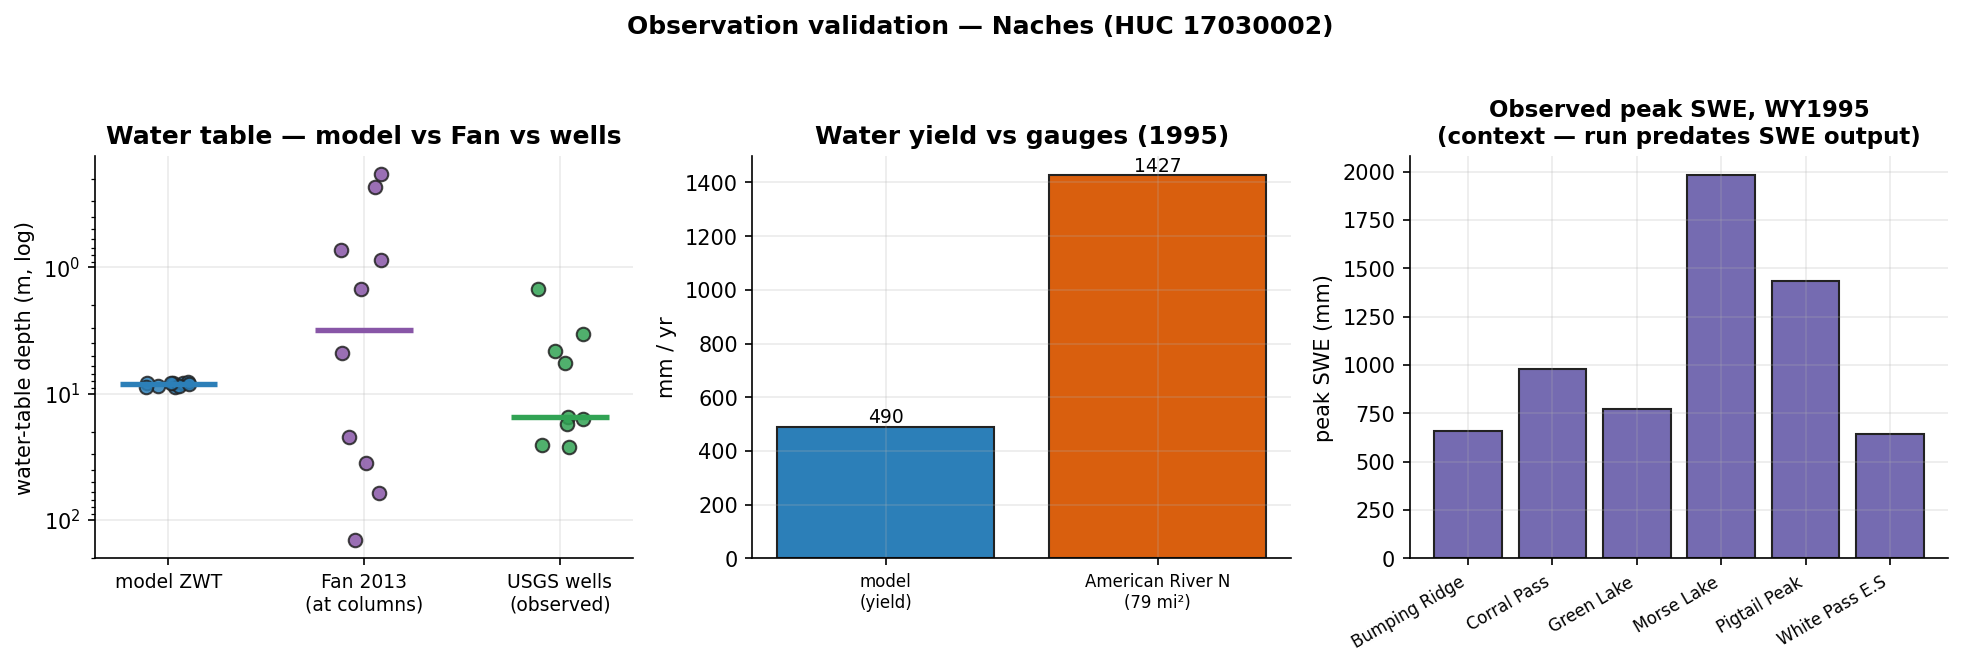 Observation validation — Naches (HUC 17030002)
Water table — model vs Fan vs wells
water-table depth (m, log)
10⁰
10¹
10²
model ZWT
Fan 2013
(at columns)
USGS wells
(observed)
Water yield vs gauges (1995)
mm / yr
1400
1200
1000
800
600
400
200
0
490
1427
model
(yield)
American River N
(79 mi²)
Observed peak SWE, WY1995
(context — run predates SWE output)
peak SWE (mm)
2000
1750
1500
1250
1000
750
500
250
0
Bumping Ridge
Corral Pass
Green Lake
Morse Lake
Pigtail Peak
White Pass E.S